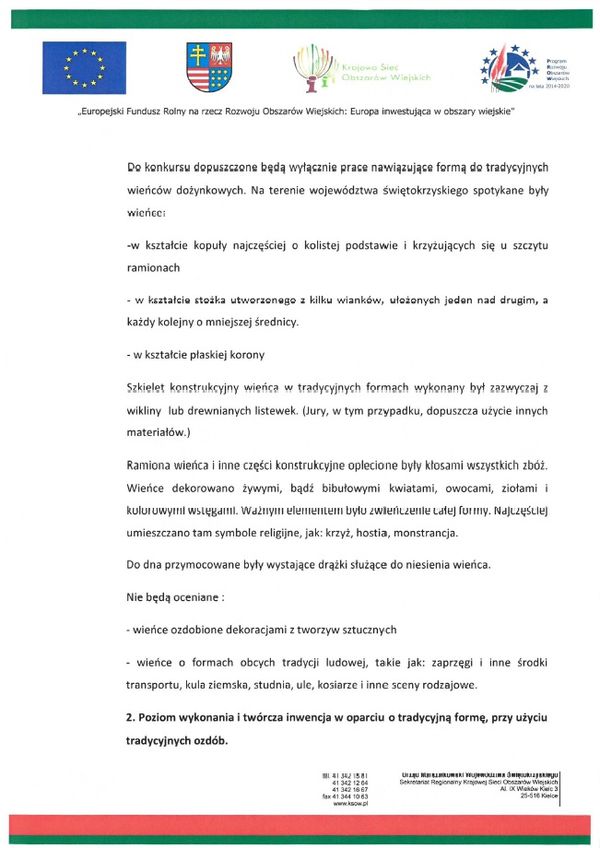 Krajowa Sieć
Obszarów Wiejskich
Program
Rozwoju
Obszarów
Wiejskich
na lata 2014-2020
„Europejski Fundusz Rolny na rzecz Rozwoju Obszarów Wiejskich: Europa inwestująca w obszary wiejskie"
Do konkursu dopuszczone będą wyłącznie prace nawiązujące formą do tradycyjnych
wieńców dożynkowych. Na terenie województwa świętokrzyskiego spotykane były
wieńce:
-w kształcie kopuły najczęściej o kolistej podstawie i krzyżujących się u szczytu
ramionach
- w kształcie stożka utworzonego z kilku wianków, ułożonych jeden nad drugim, a
każdy kolejny o mniejszej średnicy.
- w kształcie płaskiej korony
Szkielet konstrukcyjny wieńca w tradycyjnych formach wykonany był zazwyczaj z
wikliny lub drewnianych listewek. (Jury, w tym przypadku, dopuszcza użycie innych
materiałów.)
Ramiona wieńca i inne części konstrukcyjne oplecione były kłosami wszystkich zbóż.
Wieńce dekorowano żywymi, bądź bibułowymi kwiatami, owocami, ziołami i
kolorowymi wstęgami. Ważnym elementem było zwieńczenie całej formy. Najczęściej
umieszczano tam symbole religijne, jak: krzyż, hostia, monstrancja.
Do dna przymocowane były wystające drążki służące do niesienia wieńca.
Nie będą oceniane :
- wieńce ozdobione dekoracjami z tworzyw sztucznych
- wieńce o formach obcych tradycji ludowej, takie jak: zaprzęgi i inne środki
transportu, kula ziemska, studnia, ule, kosiarze i inne sceny rodzajowe.
2. Poziom wykonania i twórcza inwencja w oparciu o tradycyjną formę, przy użyciu
tradycyjnych ozdób.
tel. 41 342 15 81
41 342 12 64
41 342 16 67
fax 41 344 10 63
www.ksow.pl
Urząd Marszałkowski Województwa Świętokrzyskiego
Sekretariat Regionalny Krajowej Sieci Obszarów Wiejskich
Al. IX Wieków Kielc 3
25-516 Kielce